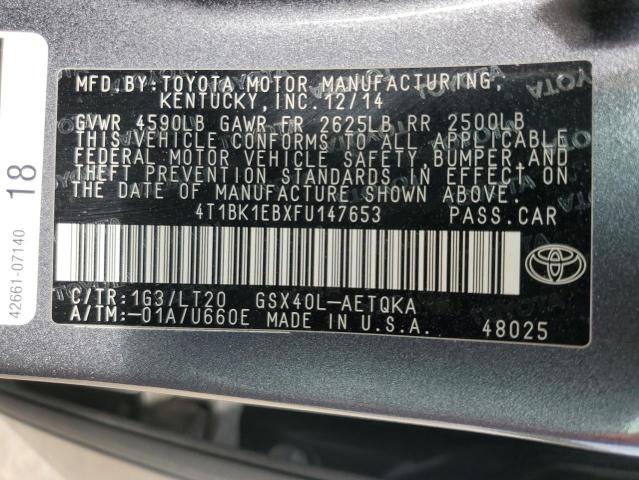 MFD. BY: TOYOTA MOTOR MANUFACTURING,
KENTUCKY, INC. 12/14
GVWR 4590LB GAWR FR 2625LB RR 2500LB
THIS VEHICLE CONFORMS TO ALL APPLICABLE
FEDERAL MOTOR VEHICLE SAFETY, BUMPER, AND
THEFT PREVENTION STANDARDS IN EFFECT ON
THE DATE OF MANUFACTURE SHOWN ABOVE.
4T1BK1EBXFU147653 PASS.CAR
C/TR: 1G3/LT20 GSX40L-AETQKA
A/TM: -01A/U660E MADE IN U.S.A. 48025
TOYOTA
18
42661-07140